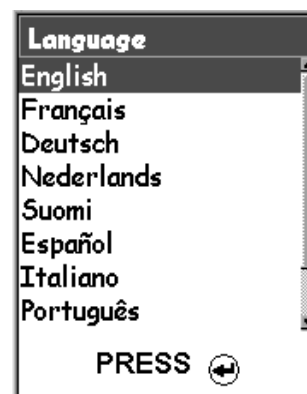 Language
English
Français
Deutsch
Nederlands
Suomi
Español
Italiano
Português
PRESS